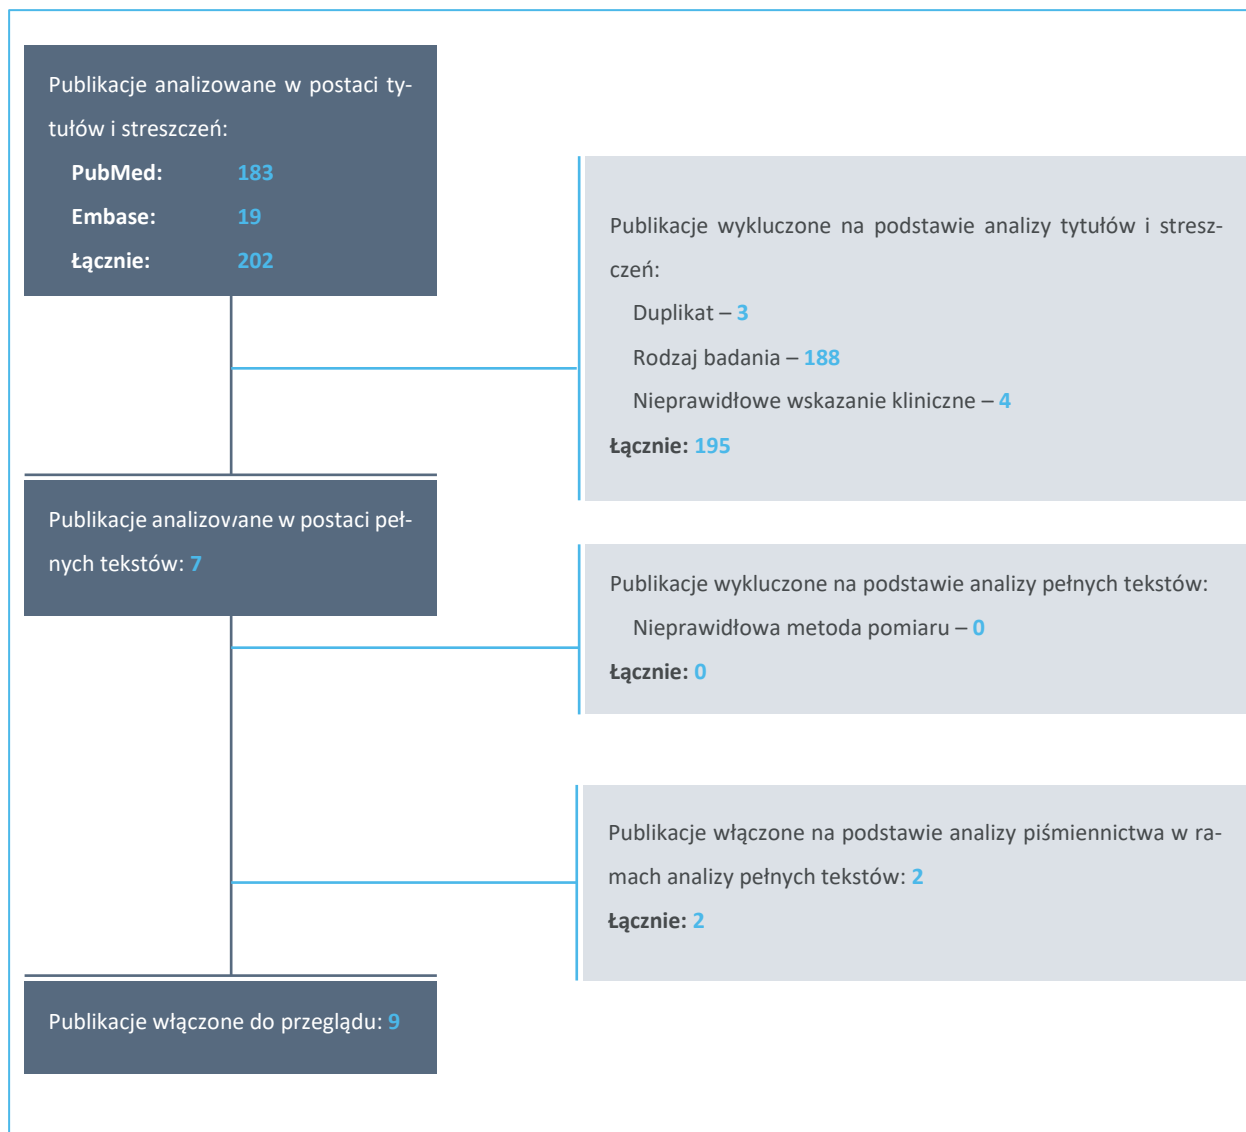 Publikacje analizowane w postaci ty-
tułów i streszczeń:
PubMed: 183
Embase: 19
Łącznie: 202
Publikacje wykluczone na podstawie analizy tytułów i stresz-
czeń:
Duplikat – 3
Rodzaj badania – 188
Nieprawidłowe wskazanie kliniczne – 4
Łącznie: 195
Publikacje analizowane w postaci peł-
nych tekstów: 7
Publikacje wykluczone na podstawie analizy pełnych tekstów:
Nieprawidłowa metoda pomiaru – 0
Łącznie: 0
Publikacje włączone na podstawie analizy piśmiennictwa w ra-
mach analizy pełnych tekstów: 2
Łącznie: 2
Publikacje włączone do przeglądu: 9